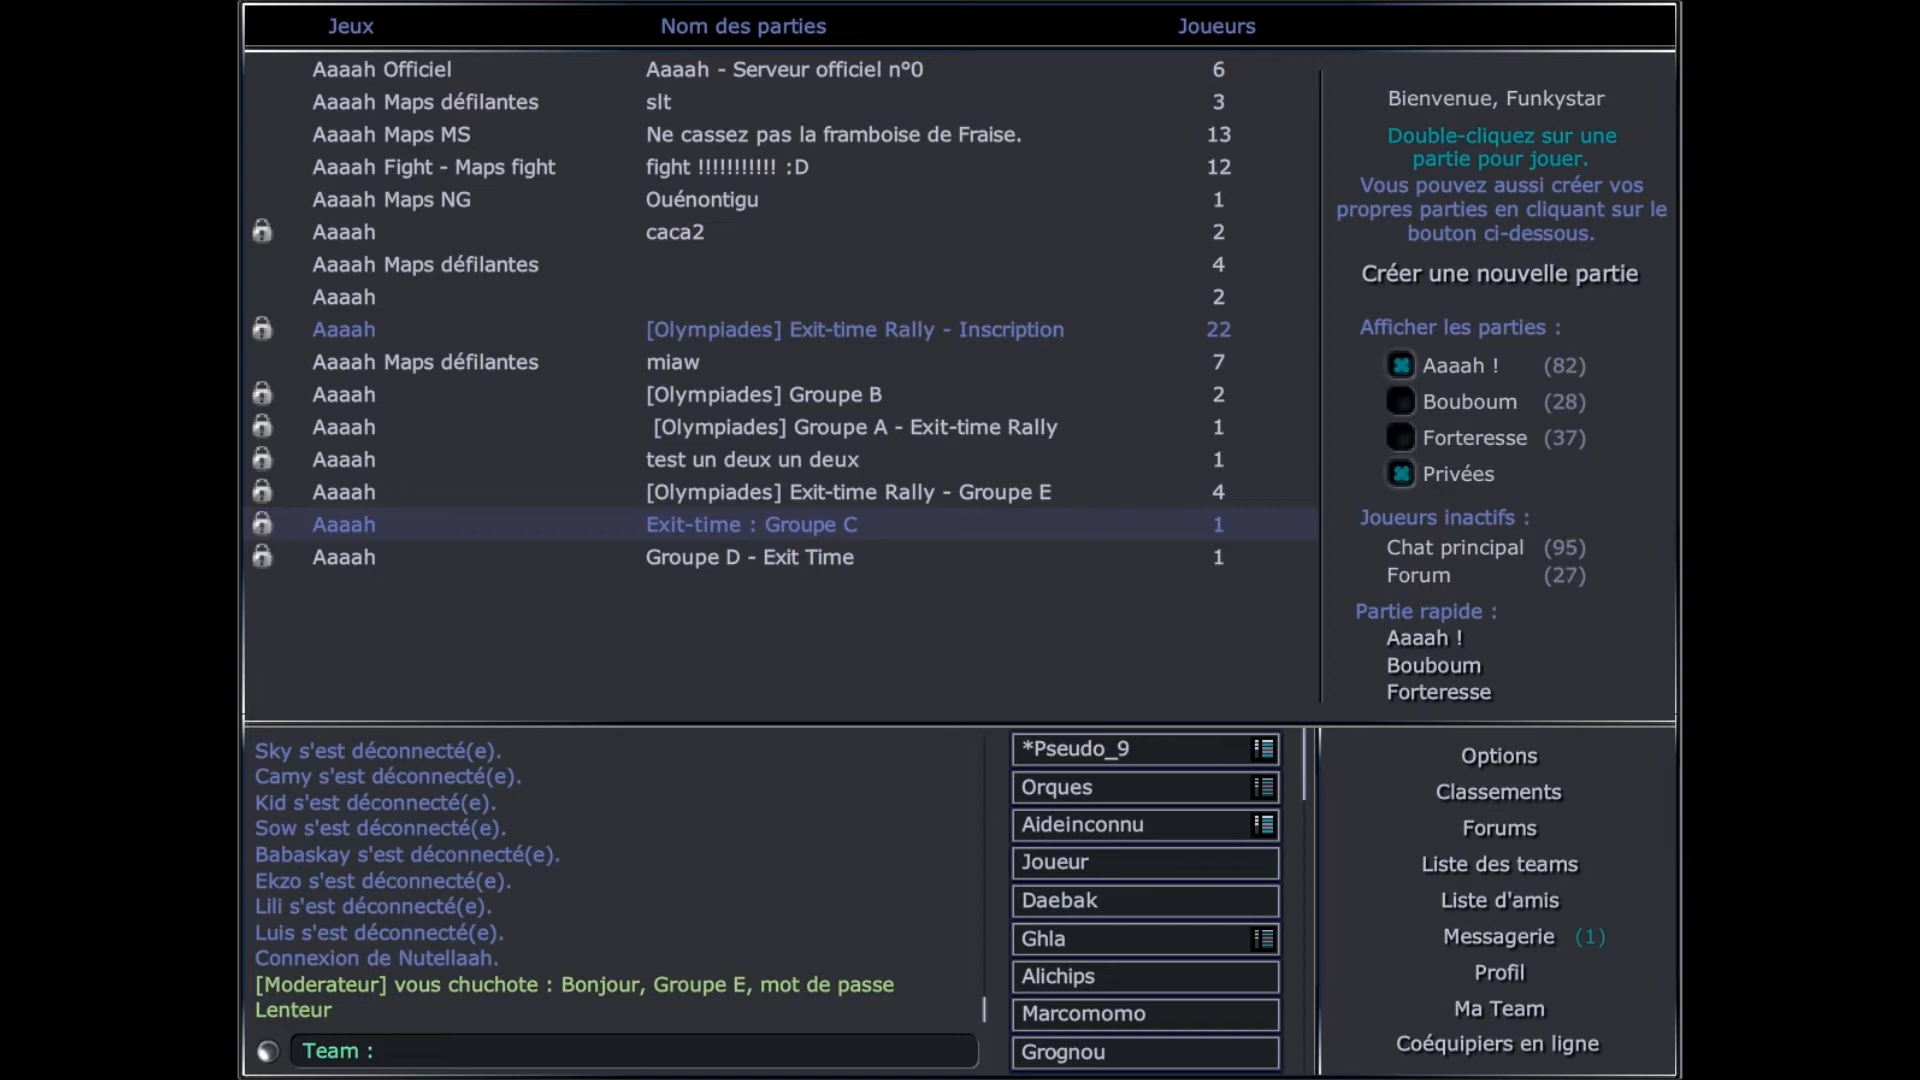 Jeux Nom des parties Joueurs
Aaaah Officiel Aaaah - Serveur officiel n°0 6
Aaaah Maps défilantes slt 3
Aaaah Maps MS Ne cassez pas la framboise de Fraise. 13
Aaaah Fight - Maps fight fight !!!!!!!!!!! :D 12
Aaaah Maps NG Ouénontigu 1
Aaaah caca2 2
Aaaah Maps défilantes 4
Aaaah 2
Aaaah [Olympiades] Exit-time Rally - Inscription 22
Aaaah Maps défilantes miaw 7
Aaaah [Olympiades] Groupe B 2
Aaaah [Olympiades] Groupe A - Exit-time Rally 1
Aaaah test un deux un deux 1
Aaaah [Olympiades] Exit-time Rally - Groupe E 4
Aaaah Exit-time : Groupe C 1
Aaaah Groupe D - Exit Time 1
Bienvenue, Funkystar
Double-cliquez sur une
partie pour jouer.
Vous pouvez aussi créer vos
propres parties en cliquant sur le
bouton ci-dessous.
Créer une nouvelle partie
Afficher les parties :
Aaaah ! (82)
Bouboum (28)
Forteresse (37)
Privées
Joueurs inactifs :
Chat principal (95)
Forum (27)
Partie rapide :
Aaaah !
Bouboum
Forteresse
Sky s'est déconnecté(e).
Camy s'est déconnecté(e).
Kid s'est déconnecté(e).
Sow s'est déconnecté(e).
Babaskay s'est déconnecté(e).
Ekzo s'est déconnecté(e).
Lili s'est déconnecté(e).
Luis s'est déconnecté(e).
Connexion de Nutellaah.
[Moderateur] vous chuchote : Bonjour, Groupe E, mot de passe
Lenteur
Team :
*Pseudo_9
Orques
Aideinconnu
Joueur
Daebak
Ghla
Alichips
Marcomomo
Grognou
Options
Classements
Forums
Liste des teams
Liste d'amis
Messagerie (1)
Profil
Ma Team
Coéquipiers en ligne